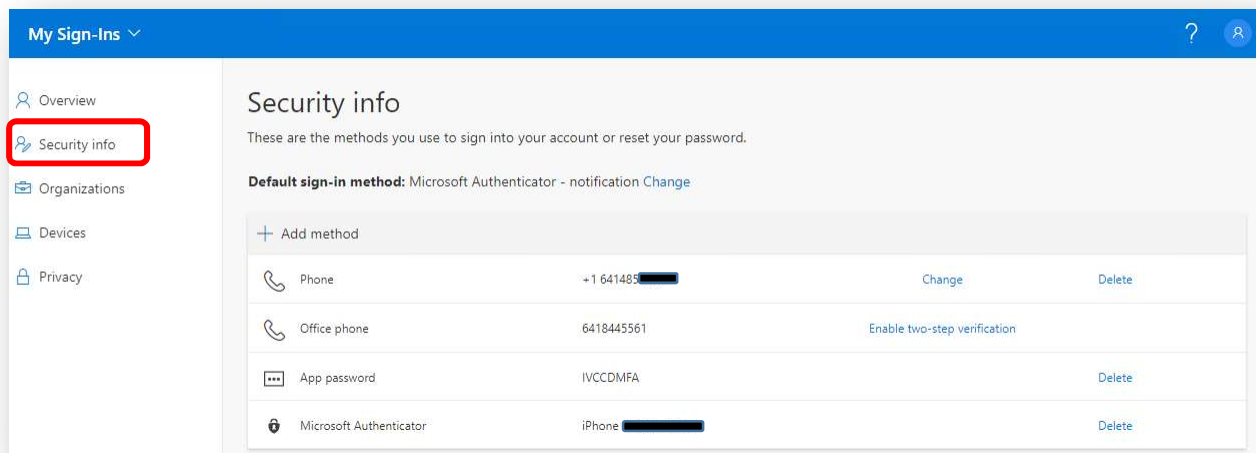 My Sign-Ins
?
Overview
Security info
Organizations
Devices
Privacy
Security info
These are the methods you use to sign into your account or reset your password.
Default sign-in method: Microsoft Authenticator - notification Change
+ Add method
Phone +1 641485 Change Delete
Office phone 6418445561 Enable two-step verification
App password IVCCDMFA Delete
Microsoft Authenticator iPhone Delete